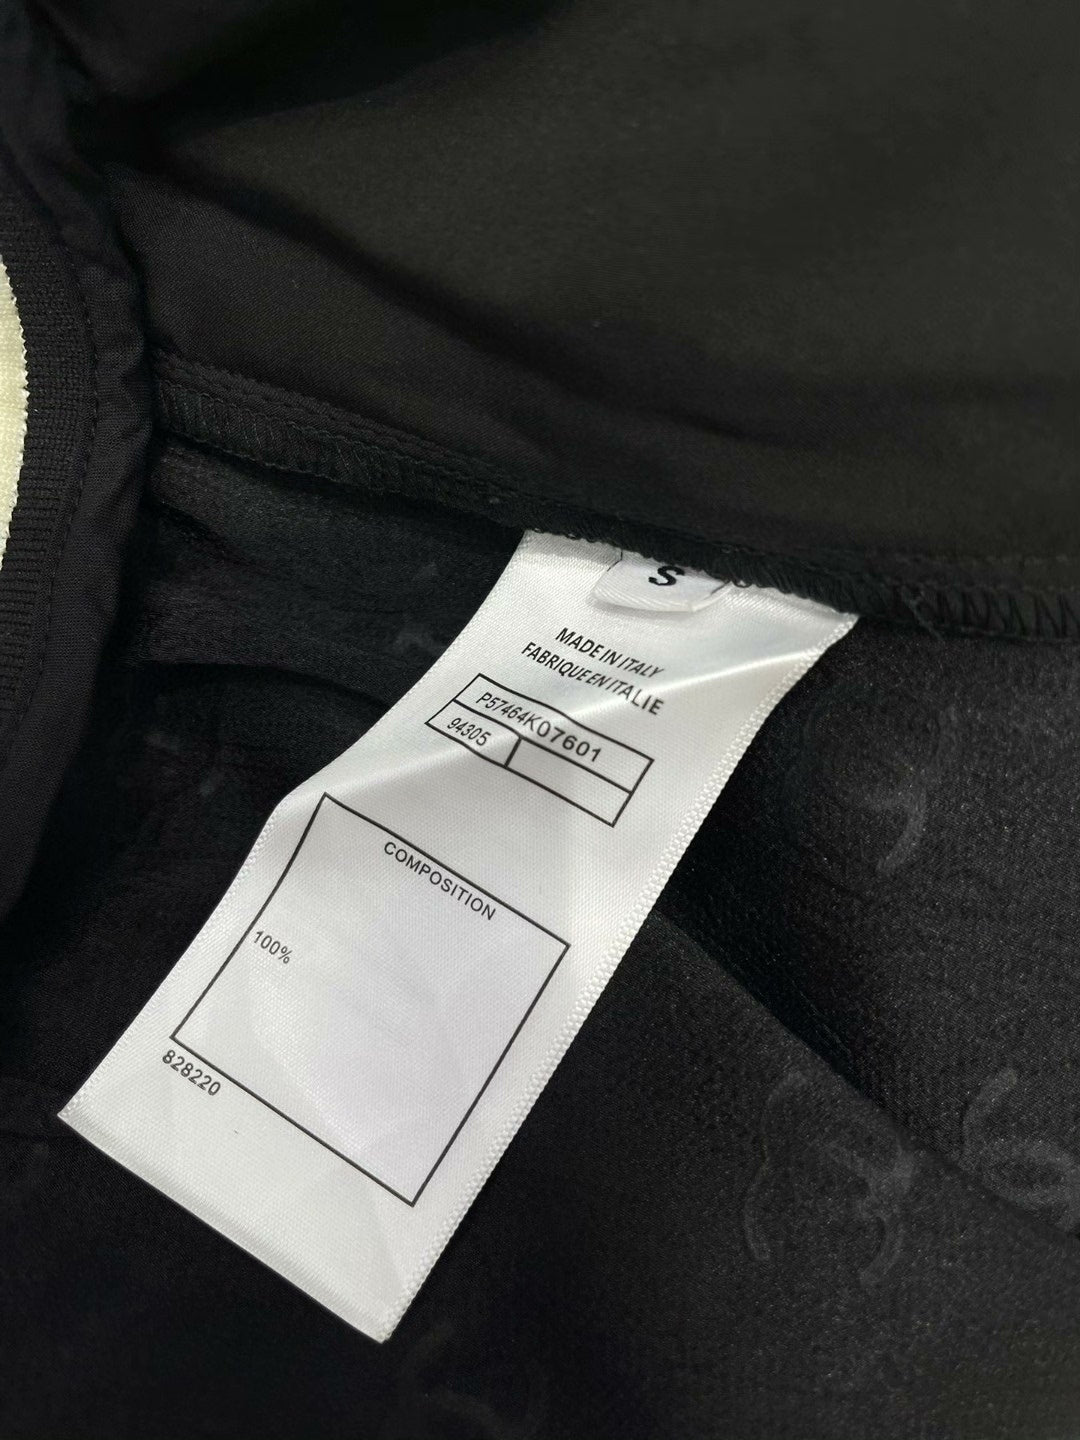 S
MADE IN ITALY
FABRIQUE EN ITALIE
P57464K07601
94305
COMPOSITION
100%
828220